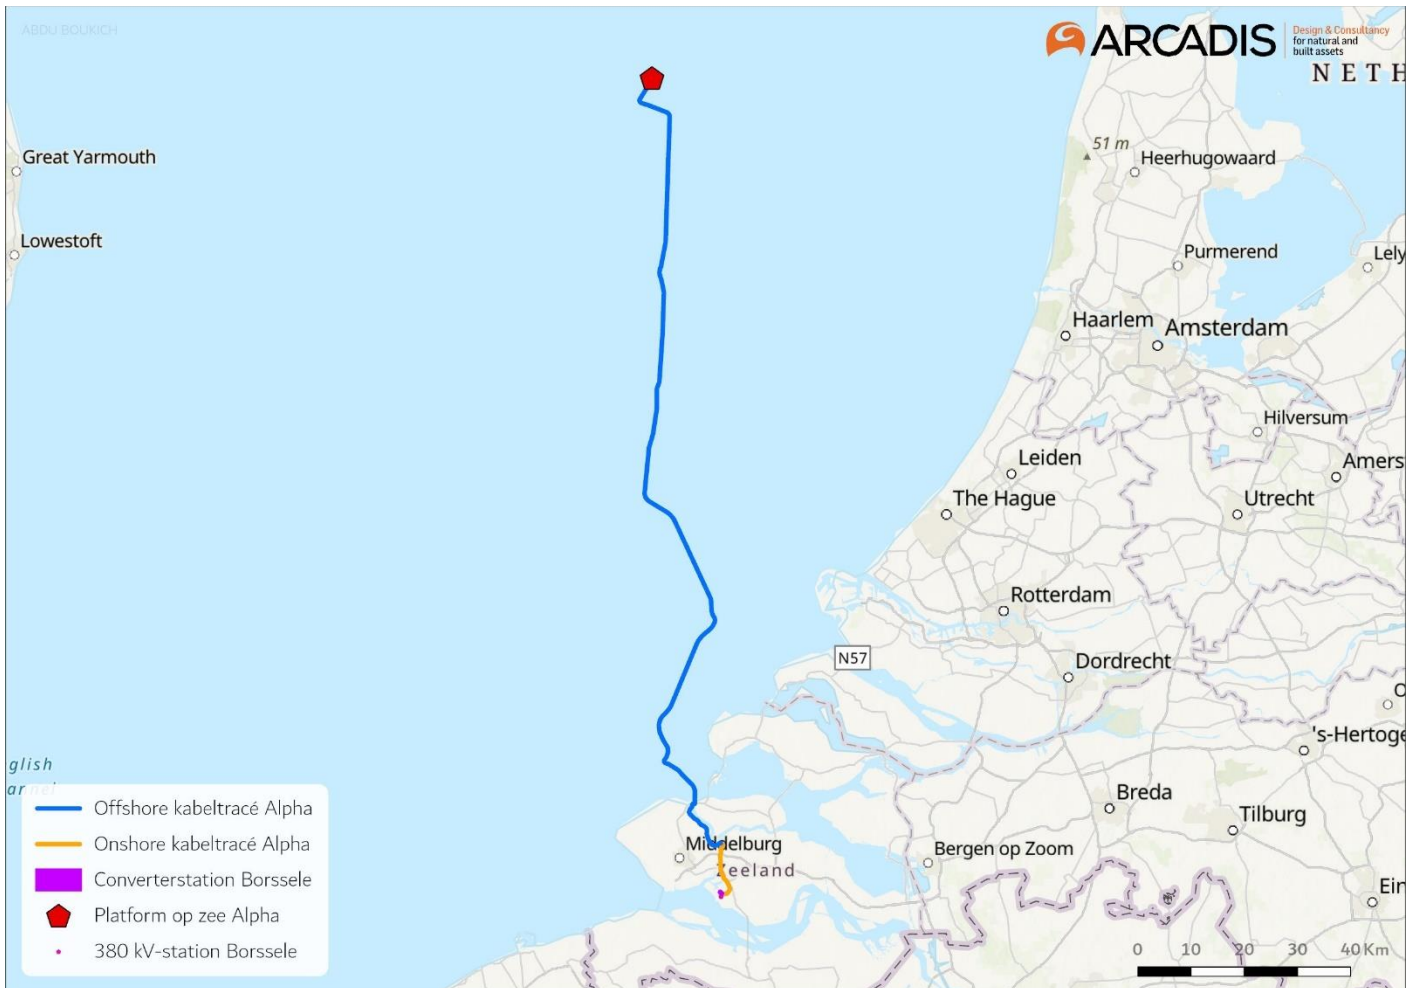 ABDU BOUKICH
ARCADIS
Design & Consultancy
for natural and
built assets
NETH
51 m
Great Yarmouth
Heerhugowaard
Lowestoft
Purmerend
Lely
Haarlem
Amsterdam
Hilversum
Leiden
Amers
The Hague
Utrecht
Rotterdam
N57
Dordrecht
O
's-Hertoge
glish
annel
Breda
Tilburg
Middelburg
Bergen op Zoom
Zeeland
Ein
Offshore kabeltracé Alpha
Onshore kabeltracé Alpha
Converterstation Borssele
Platform op zee Alpha
380 kV-station Borssele
0 10 20 30 40 Km